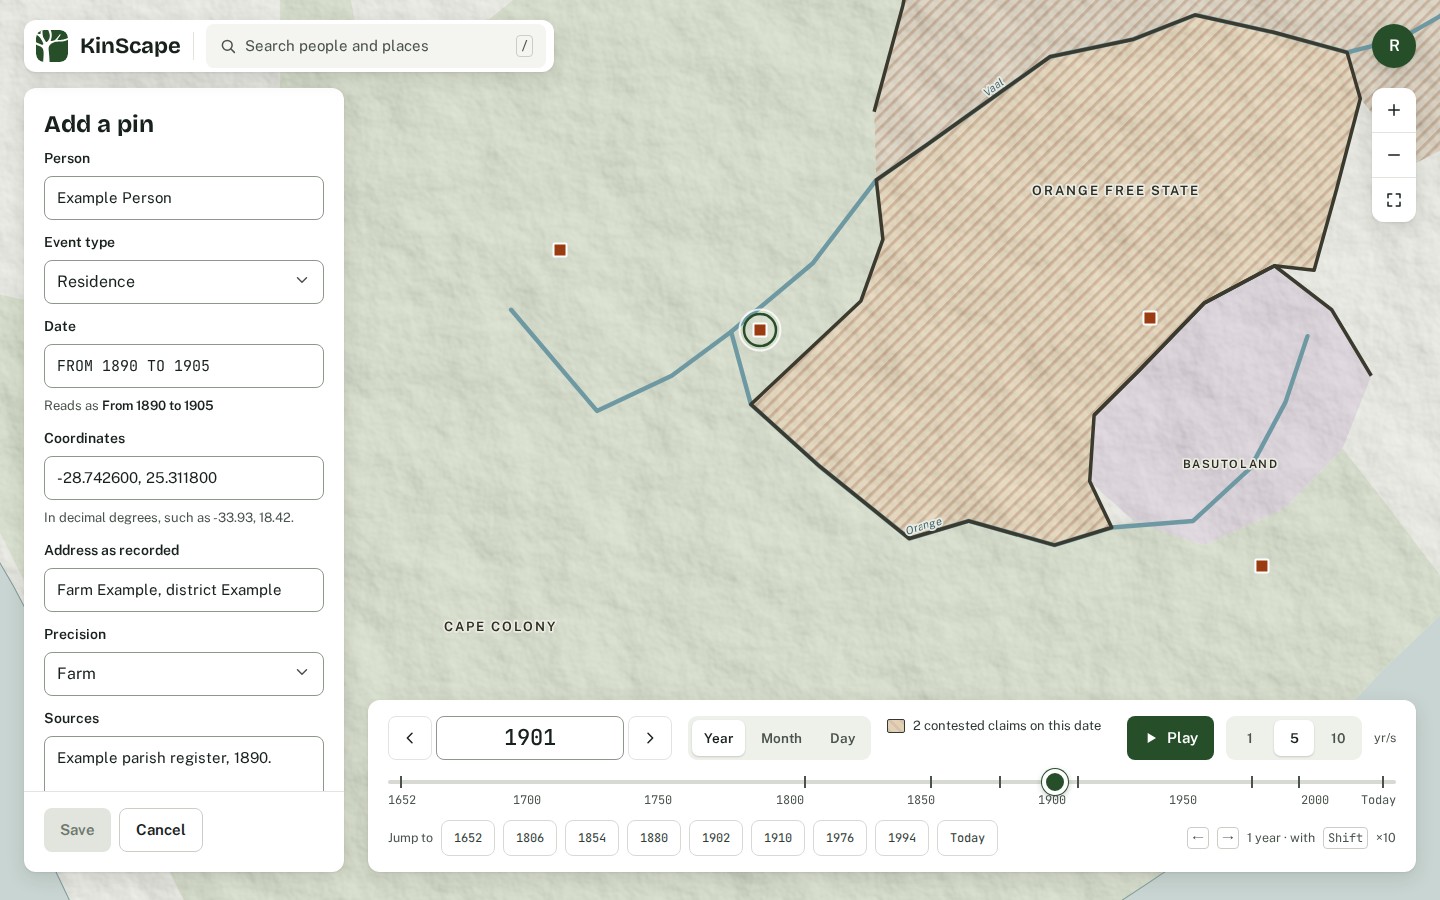 KinScape
Search people and places
/
R
Add a pin
Person
Example Person
Event type
Residence
Date
FROM 1890 TO 1905
Reads as From 1890 to 1905
Coordinates
-28.742600, 25.311800
In decimal degrees, such as -33.93, 18.42.
Address as recorded
Farm Example, district Example
Precision
Farm
Sources
Example parish register, 1890.
Save
Cancel
Vaal
ORANGE FREE STATE
BASUTOLAND
Orange
CAPE COLONY
1901
Year
Month
Day
2 contested claims on this date
Play
1
5
10
yr/s
1652
1700
1750
1800
1850
1900
1950
2000
Today
Jump to
1652
1806
1854
1880
1902
1910
1976
1994
Today
← → 1 year · with Shift ×10